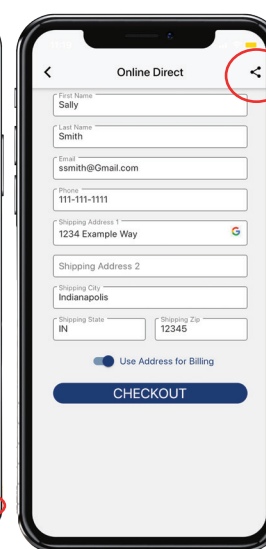 Online Direct
First Name
Sally
Last Name
Smith
Email
ssmith@Gmail.com
Phone
111-111-1111
Shipping Address 1
1234 Example Way
G
Shipping Address 2
Shipping City
Indianapolis
Shipping State
IN
Shipping Zip
12345
Use Address for Billing
CHECKOUT